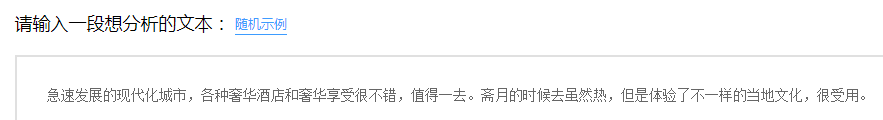 请输入一段想分析的文本： 随机示例
急速发展的现代化城市，各种奢华酒店和奢华享受很不错，值得一去。斋月的时候去虽然热，但是体验了不一样的当地文化，很受用。